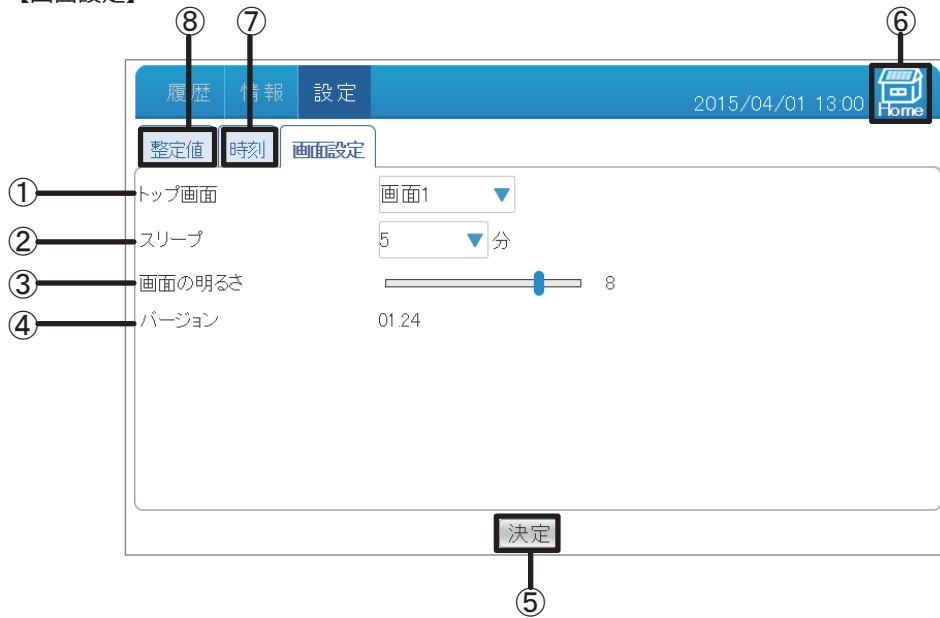 【画面設定】
⑧ ⑦ ⑥
履歴 情報 設定 2015/04/01 13:00 Home
整定値 時刻 画面設定
① トップ画面 画面1 ▼
② スリープ 5 ▼ 分
③ 画面の明るさ 8
④ バージョン 01.24
決定
⑤